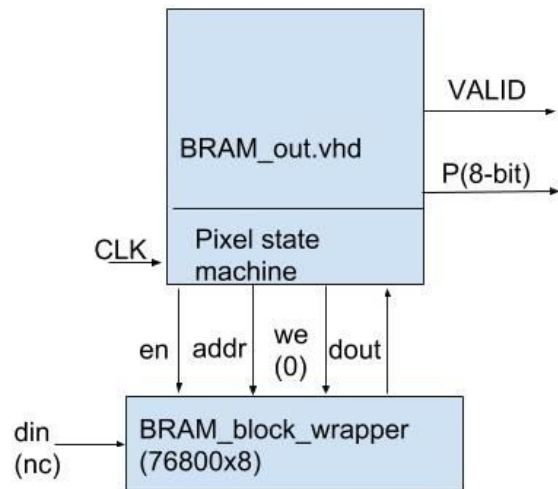 VALID
BRAM_out.vhd
P(8-bit)
CLK
Pixel state
machine
en
addr
we
(0)
dout
din
(nc)
BRAM_block_wrapper
(76800x8)